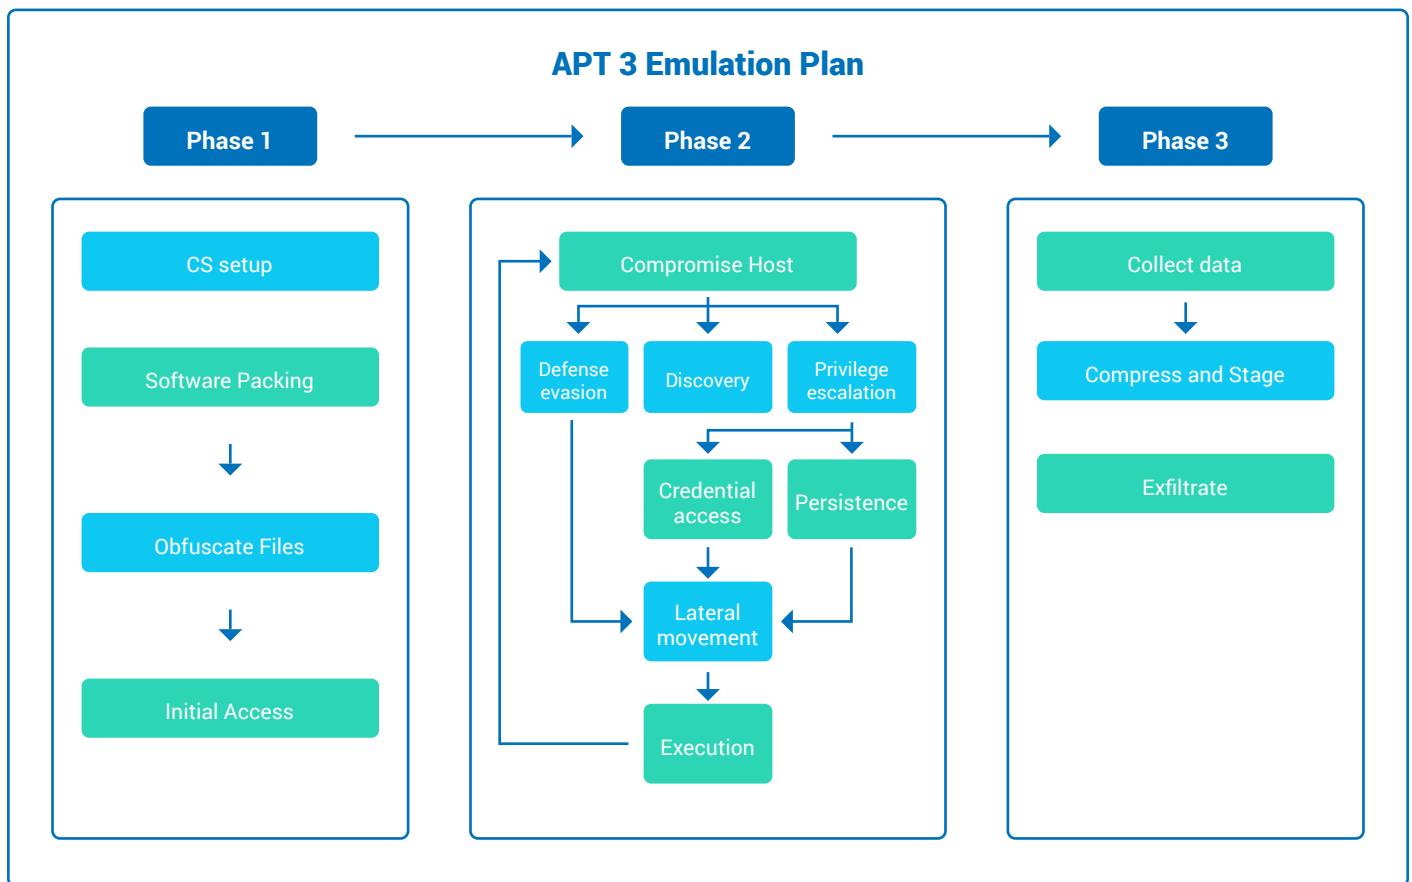 APT 3 Emulation Plan
Phase 1
Phase 2
Phase 3
CS setup
Software Packing
Obfuscate Files
Initial Access
Compromise Host
Defense
evasion
Discovery
Privilege
escalation
Credential
access
Persistence
Lateral
movement
Execution
Collect data
Compress and Stage
Exfiltrate